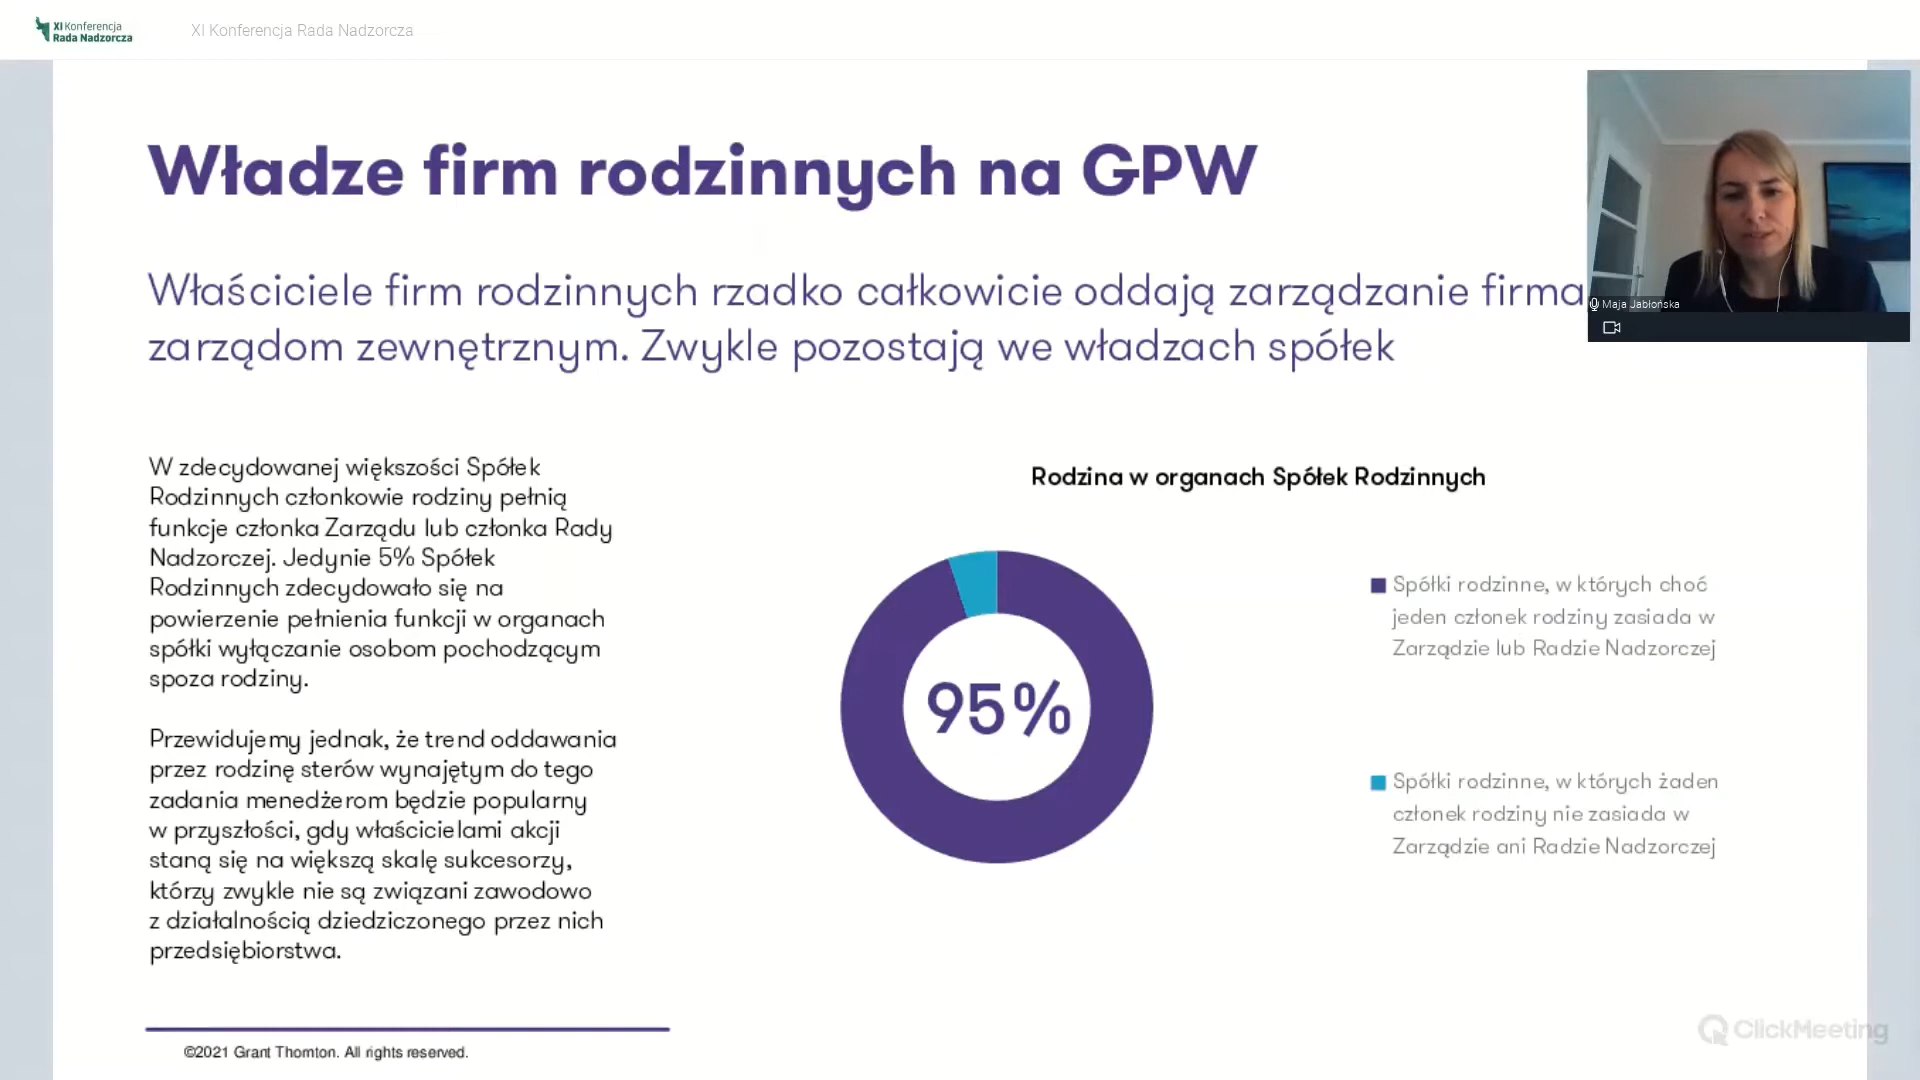 XI Konferencja
Rada Nadzorcza
XI Konferencja Rada Nadzorcza
Władze firm rodzinnych na GPW
Właściciele firm rodzinnych rzadko całkowicie oddają zarządzanie firma
zarządom zewnętrznym. Zwykle pozostają we władzach spółek
Maja Jabłońska
W zdecydowanej większości Spółek
Rodzinnych członkowie rodziny pełnią
funkcje członka Zarządu lub członka Rady
Nadzorczej. Jedynie 5% Spółek
Rodzinnych zdecydowało się na
powierzenie pełnienia funkcji w organach
spółki wyłączanie osobom pochodzącym
spoza rodziny.
Przewidujemy jednak, że trend oddawania
przez rodzinę sterów wynajętym do tego
zadania menedżerom będzie popularny
w przyszłości, gdy właścicielami akcji
staną się na większą skalę sukcesorzy,
którzy zwykle nie są związani zawodowo
z działalnością dziedziczonego przez nich
przedsiębiorstwa.
Rodzina w organach Spółek Rodzinnych
95%
Spółki rodzinne, w których choć
jeden członek rodziny zasiada w
Zarządzie lub Radzie Nadzorczej
Spółki rodzinne, w których żaden
członek rodziny nie zasiada w
Zarządzie ani Radzie Nadzorczej
©2021 Grant Thornton. All rights reserved.
ClickMeeting